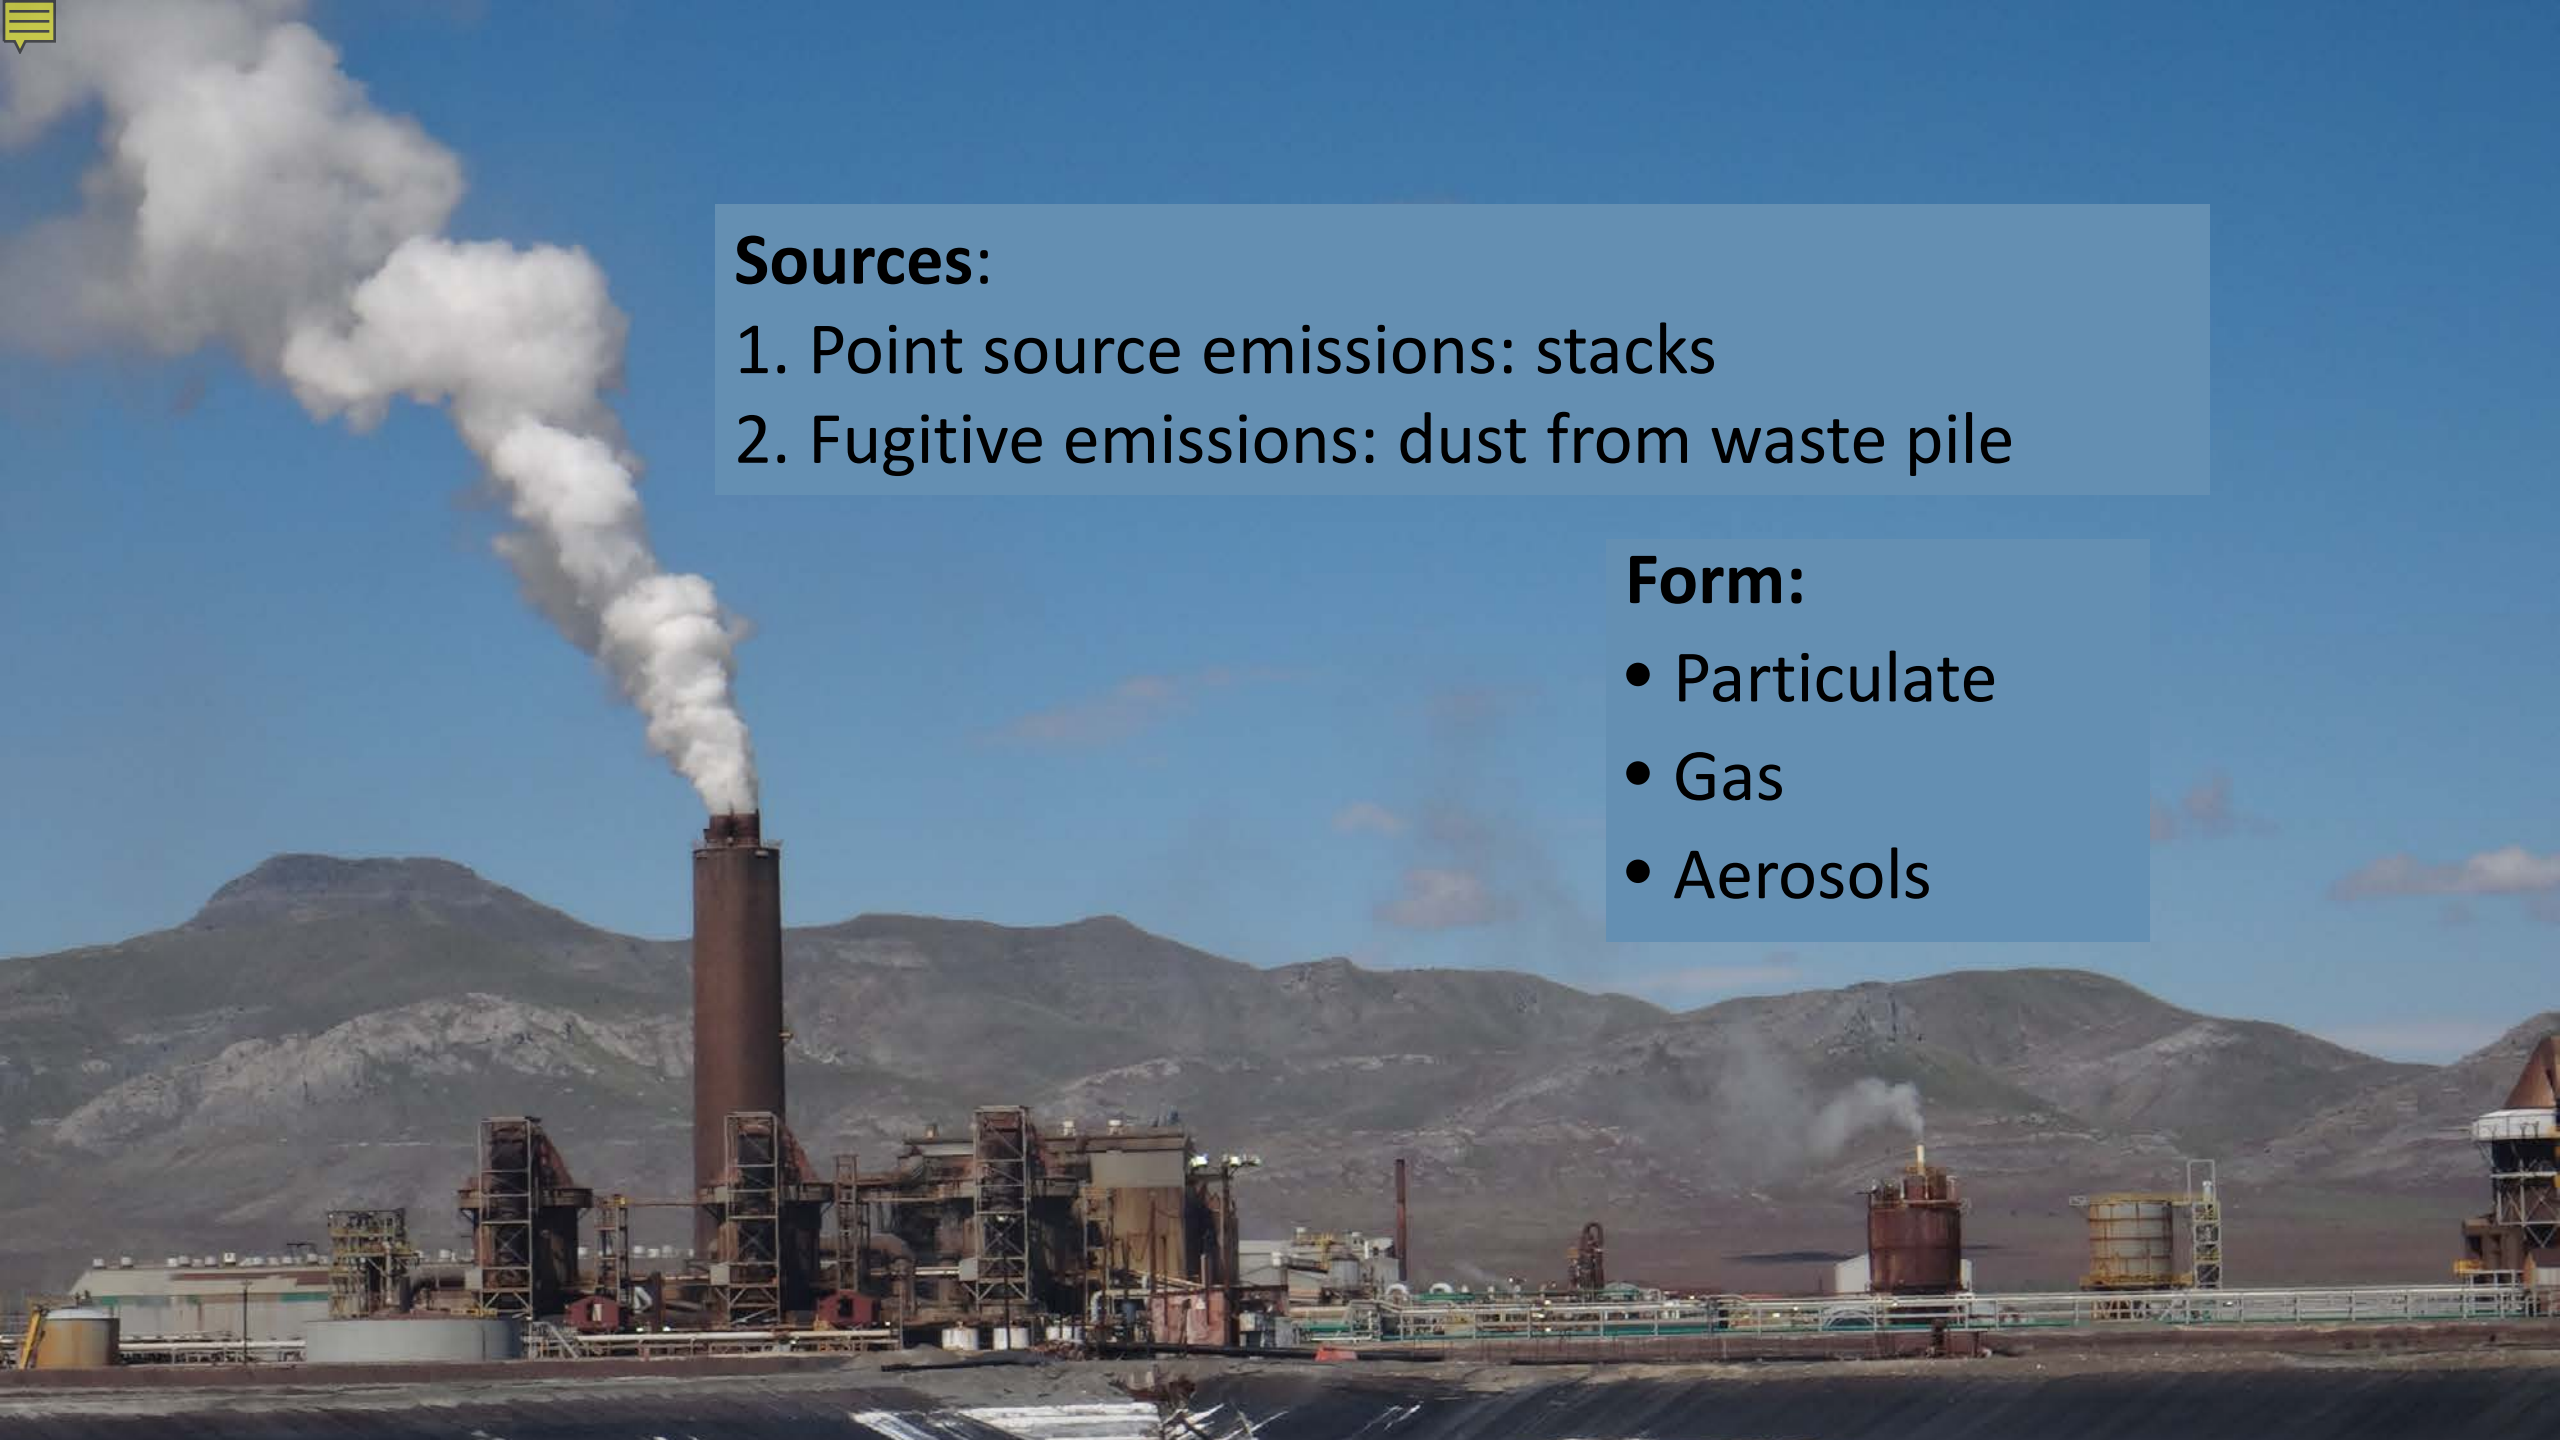 Sources:
1. Point source emissions: stacks
2. Fugitive emissions: dust from waste pile
Form:
• Particulate
• Gas
• Aerosols